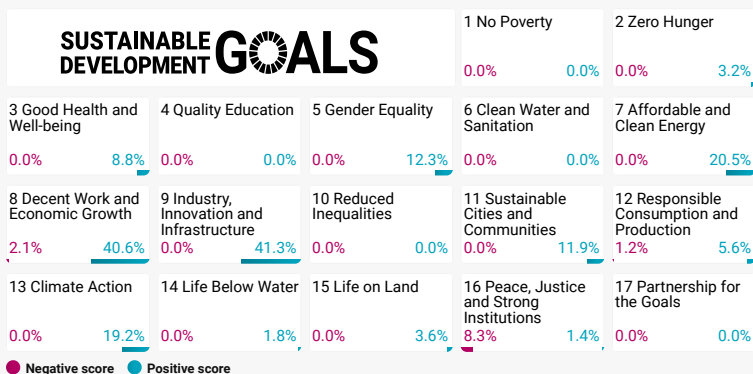 SUSTAINABLE
DEVELOPMENT
GOALS
1 No Poverty
0.0% 0.0%
2 Zero Hunger
0.0% 3.2%
3 Good Health and
Well-being
0.0% 8.8%
4 Quality Education
0.0% 0.0%
5 Gender Equality
0.0% 12.3%
6 Clean Water and
Sanitation
0.0% 0.0%
7 Affordable and
Clean Energy
0.0% 20.5%
8 Decent Work and
Economic Growth
2.1% 40.6%
9 Industry,
Innovation and
Infrastructure
0.0% 41.3%
10 Reduced
Inequalities
0.0% 0.0%
11 Sustainable
Cities and
Communities
0.0% 11.9%
12 Responsible
Consumption and
Production
1.2% 5.6%
13 Climate Action
0.0% 19.2%
14 Life Below Water
0.0% 1.8%
15 Life on Land
0.0% 3.6%
16 Peace, Justice
and Strong
Institutions
8.3% 1.4%
17 Partnership for
the Goals
0.0% 0.0%
Negative score Positive score